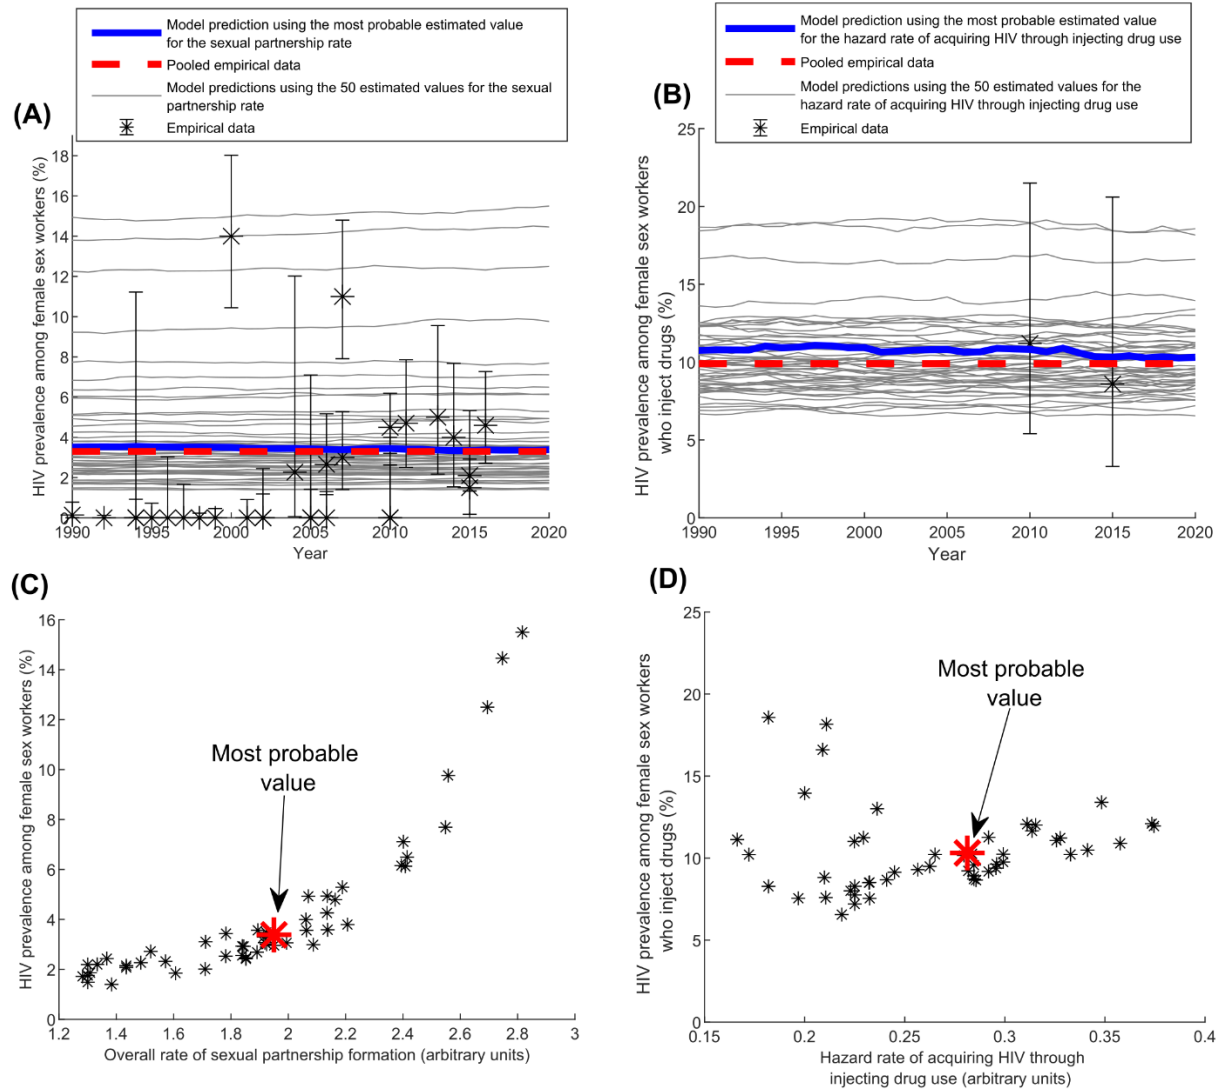 Model prediction using the most probable estimated value
for the sexual partnership rate
Pooled empirical data
Model predictions using the 50 estimated values for the sexual
partnership rate
Empirical data
(A)
HIV prevalence among female sex workers (%)
18
16
14
12
10
8
6
4
2
0
1990
1995
2000
2005
2010
2015
2020
Year
Model prediction using the most probable estimated value
for the hazard rate of acquiring HIV through injecting drug use
Pooled empirical data
Model predictions using the 50 estimated values for the
hazard rate of acquiring HIV through injecting drug use
Empirical data
(B)
HIV prevalence among female sex workers
who inject drugs (%)
25
20
15
10
5
0
1990
1995
2000
2005
2010
2015
2020
Year
(C)
HIV prevalence among female sex workers (%)
16
14
12
10
8
6
4
2
0
Most probable
value
1.2
1.4
1.6
1.8
2
2.2
2.4
2.6
2.8
3
Overall rate of sexual partnership formation (arbitrary units)
(D)
HIV prevalence among female sex workers
who inject drugs (%)
25
20
15
10
5
0
Most probable
value
0.15
0.2
0.25
0.3
0.35
0.4
Hazard rate of acquiring HIV through
injecting drug use (arbitrary units)